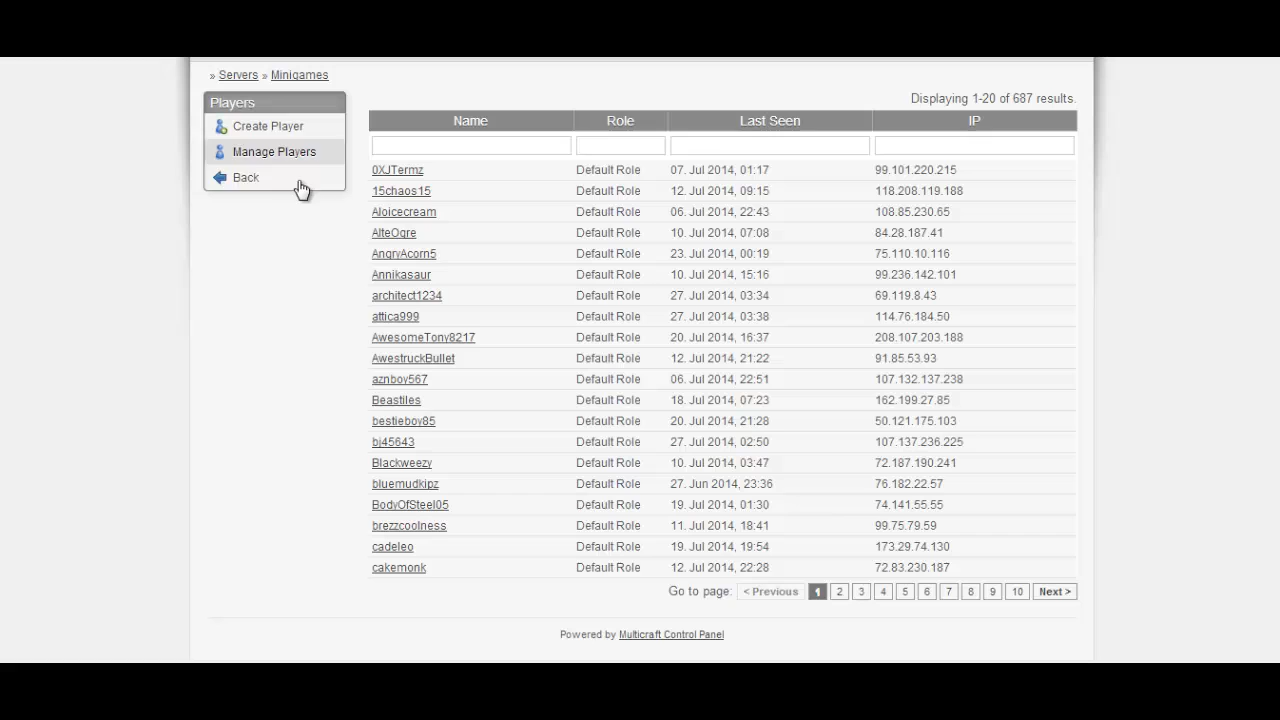 » Servers » Minigames
Players
Create Player
Manage Players
Back
Displaying 1-20 of 687 results.
Name Role Last Seen IP
0XJTermz Default Role 07. Jul 2014, 01:17 99.101.220.215
15chaos15 Default Role 12. Jul 2014, 09:15 118.208.119.188
Aloicecream Default Role 06. Jul 2014, 22:43 108.85.230.65
AlteOgre Default Role 10. Jul 2014, 07:08 84.28.187.41
AngryAcorn5 Default Role 23. Jul 2014, 00:19 75.110.10.116
Annikasaur Default Role 10. Jul 2014, 15:16 99.236.142.101
architect1234 Default Role 27. Jul 2014, 03:34 69.119.8.43
attica999 Default Role 27. Jul 2014, 03:38 114.76.184.50
AwesomeTony8217 Default Role 20. Jul 2014, 16:37 208.107.203.188
AwestruckBullet Default Role 12. Jul 2014, 21:22 91.85.53.93
aznboy567 Default Role 06. Jul 2014, 22:51 107.132.137.238
Beastiles Default Role 18. Jul 2014, 07:23 162.199.27.85
bestieboy85 Default Role 20. Jul 2014, 21:28 50.121.175.103
bj45643 Default Role 27. Jul 2014, 02:50 107.137.236.225
Blackweezy Default Role 10. Jul 2014, 03:47 72.187.190.241
bluemudkipz Default Role 27. Jun 2014, 23:36 76.182.22.57
BodyOfSteel05 Default Role 19. Jul 2014, 01:30 74.141.55.55
brezzcoolness Default Role 11. Jul 2014, 18:41 99.75.79.59
cadeleo Default Role 19. Jul 2014, 19:54 173.29.74.130
cakemonk Default Role 12. Jul 2014, 22:28 72.83.230.187
Go to page: < Previous 1 2 3 4 5 6 7 8 9 10 Next >
Powered by Multicraft Control Panel